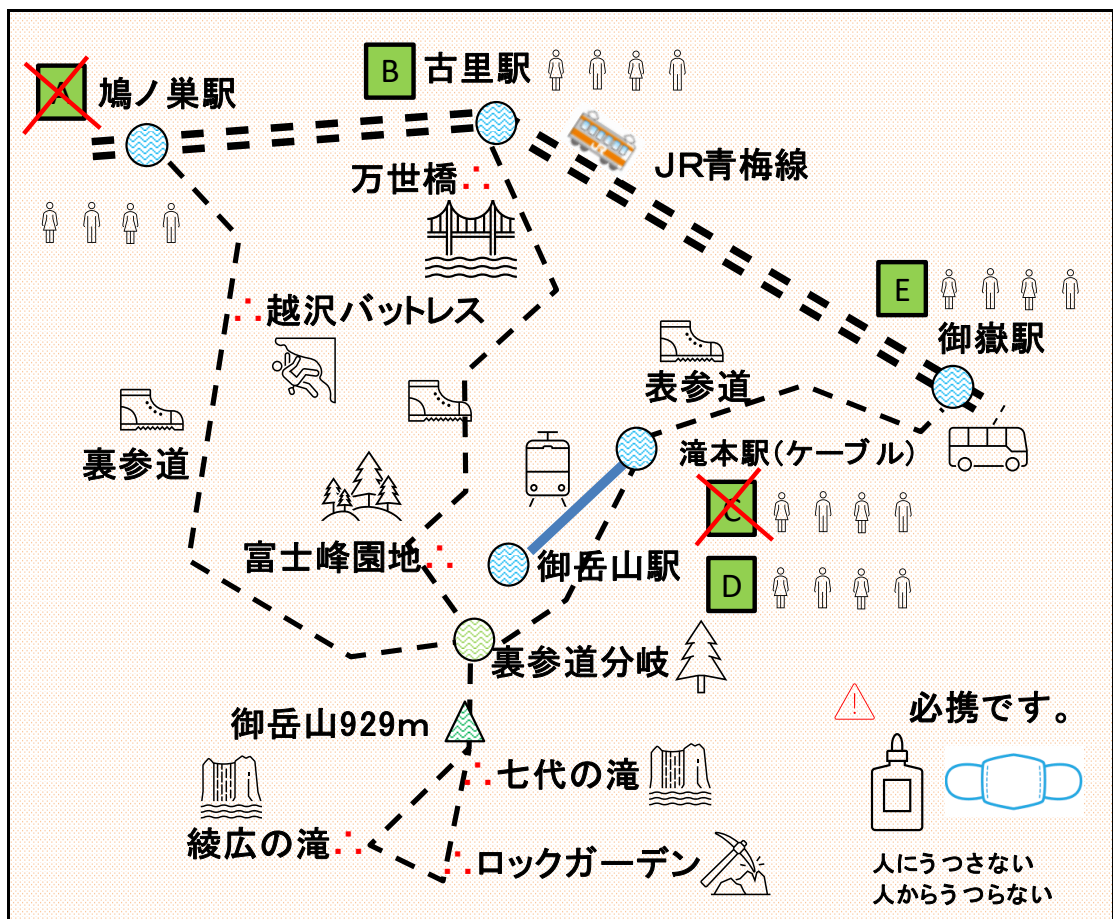 A
鳩ノ巣駅
B
古里駅
JR
JR青梅線
万世橋
E
御嶽駅
越沢バットレス
表参道
裏参道
滝本駅(ケーブル)
C
富士峰園地
御岳山駅
D
裏参道分岐
御岳山929m
必携です。
七代の滝
綾広の滝
ロックガーデン
人にうつさない
人からうつらない